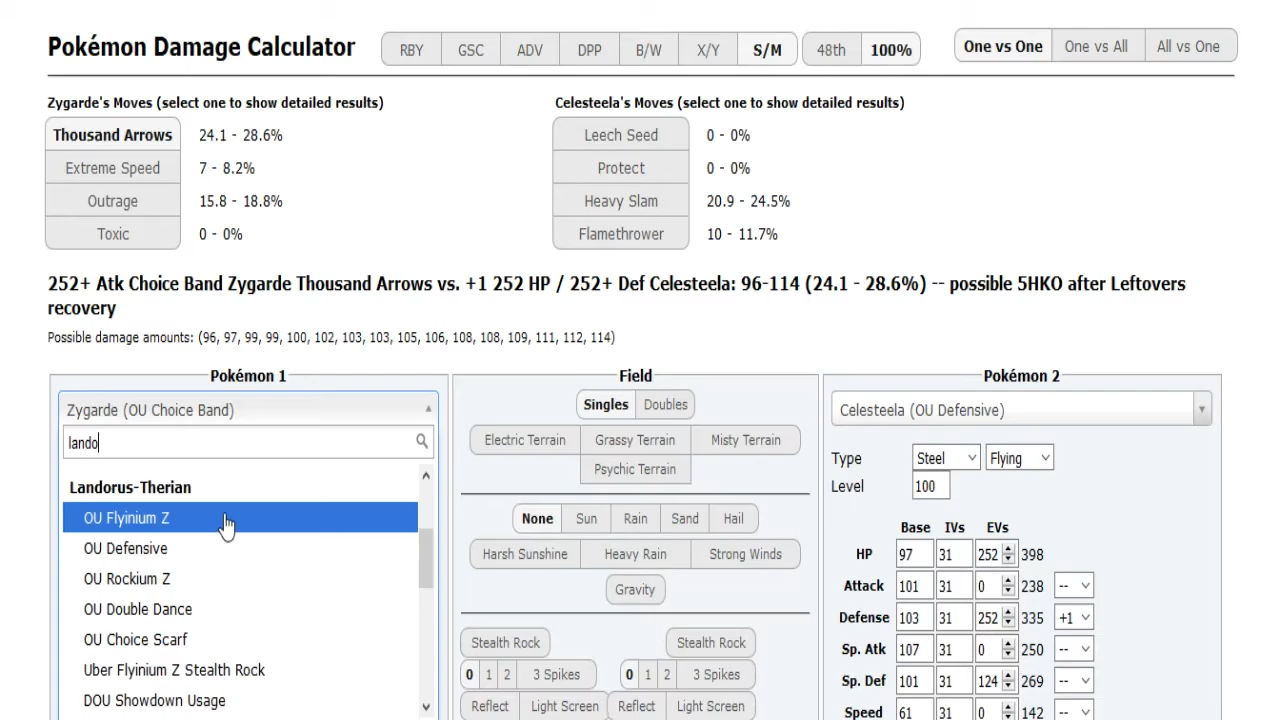 Pokémon Damage Calculator
RBY GSC ADV DPP B/W X/Y S/M 48th 100% One vs One One vs All All vs One
Zygarde's Moves (select one to show detailed results)
Thousand Arrows 24.1 - 28.6%
Extreme Speed 7 - 8.2%
Outrage 15.8 - 18.8%
Toxic 0 - 0%
Celesteela's Moves (select one to show detailed results)
Leech Seed 0 - 0%
Protect 0 - 0%
Heavy Slam 20.9 - 24.5%
Flamethrower 10 - 11.7%
252+ Atk Choice Band Zygarde Thousand Arrows vs. +1 252 HP / 252+ Def Celesteela: 96-114 (24.1 - 28.6%) -- possible 5HKO after Leftovers
recovery
Possible damage amounts: (96, 97, 99, 99, 100, 102, 103, 103, 105, 106, 108, 108, 109, 111, 112, 114)
Pokémon 1
Zygarde (OU Choice Band)
lando
Landorus-Therian
OU Flyinium Z
OU Defensive
OU Rockium Z
OU Double Dance
OU Choice Scarf
Uber Flyinium Z Stealth Rock
DOU Showdown Usage
Field
Singles Doubles
Electric Terrain Grassy Terrain Misty Terrain
Psychic Terrain
None Sun Rain Sand Hail
Harsh Sunshine Heavy Rain Strong Winds
Gravity
Stealth Rock Stealth Rock
0 1 2 3 Spikes 0 1 2 3 Spikes
Reflect Light Screen Reflect Light Screen
Pokémon 2
Celesteela (OU Defensive)
Type Steel Flying
Level 100
Base IVs EVs
HP 97 31 252 398
Attack 101 31 0 238 --
Defense 103 31 252 335 +1
Sp. Atk 107 31 0 250 --
Sp. Def 101 31 124 269 --
Speed 61 31 0 142 --